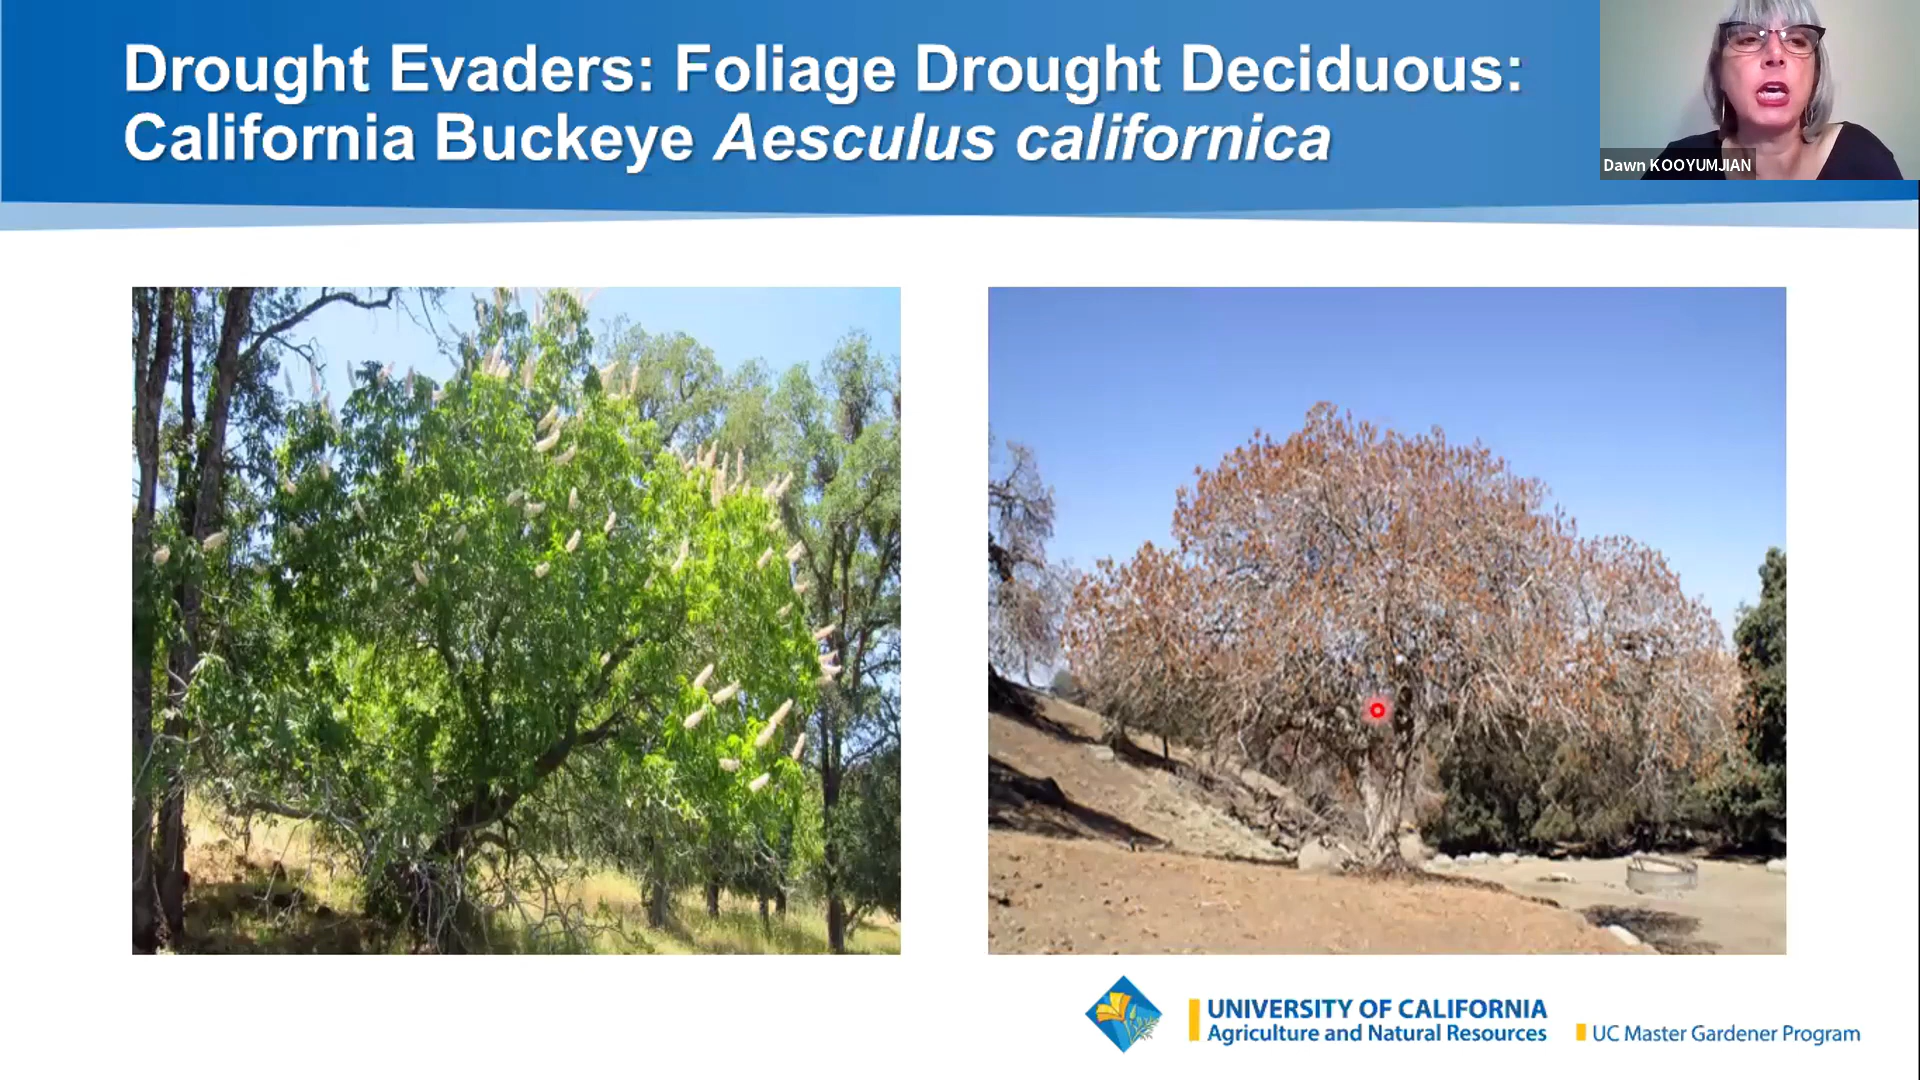 Drought Evaders: Foliage Drought Deciduous:
California Buckeye Aesculus californica
Dawn KOOYUMJIAN
UNIVERSITY OF CALIFORNIA
Agriculture and Natural Resources
UC Master Gardener Program